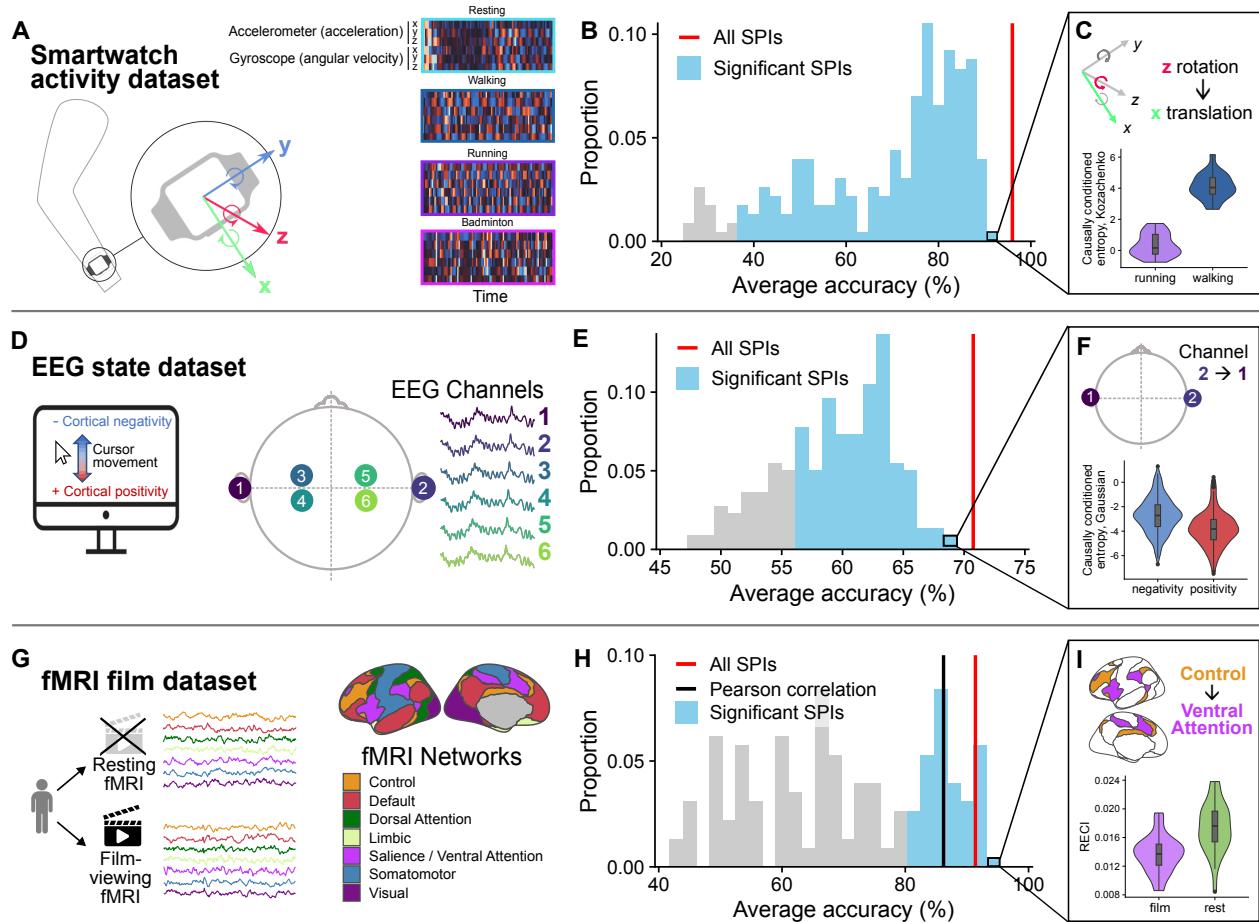 A
Smartwatch
activity dataset
y
z
x
Accelerometer (acceleration)
x
y
z
Gyroscope (angular velocity)
x
y
z
Resting
Walking
Running
Badminton
Time
B
0.10
0.05
0.00
Proportion
All SPIs
Significant SPIs
20
40
60
80
100
Average accuracy (%)
C
y
z
x
z rotation
x translation
Causally conditioned
entropy, Kozachenko
6
4
2
0
running
walking
D
EEG state dataset
- Cortical negativity
Cursor
movement
+ Cortical positivity
1
3
4
5
6
2
EEG Channels
1
2
3
4
5
6
E
0.10
0.05
0.00
Proportion
All SPIs
Significant SPIs
45
50
55
60
65
70
75
Average accuracy (%)
F
Channel
2 → 1
1
2
Causally conditioned
entropy, Gaussian
0
-2
-4
-6
negativity
positivity
G
fMRI film dataset
Resting
fMRI
Film-
viewing
fMRI
fMRI Networks
Control
Default
Dorsal Attention
Limbic
Salience / Ventral Attention
Somatomotor
Visual
H
0.10
0.05
0.00
Proportion
All SPIs
Pearson correlation
Significant SPIs
40
60
80
100
Average accuracy (%)
I
Control
Ventral
Attention
RECI
0.024
0.020
0.016
0.012
0.008
film
rest